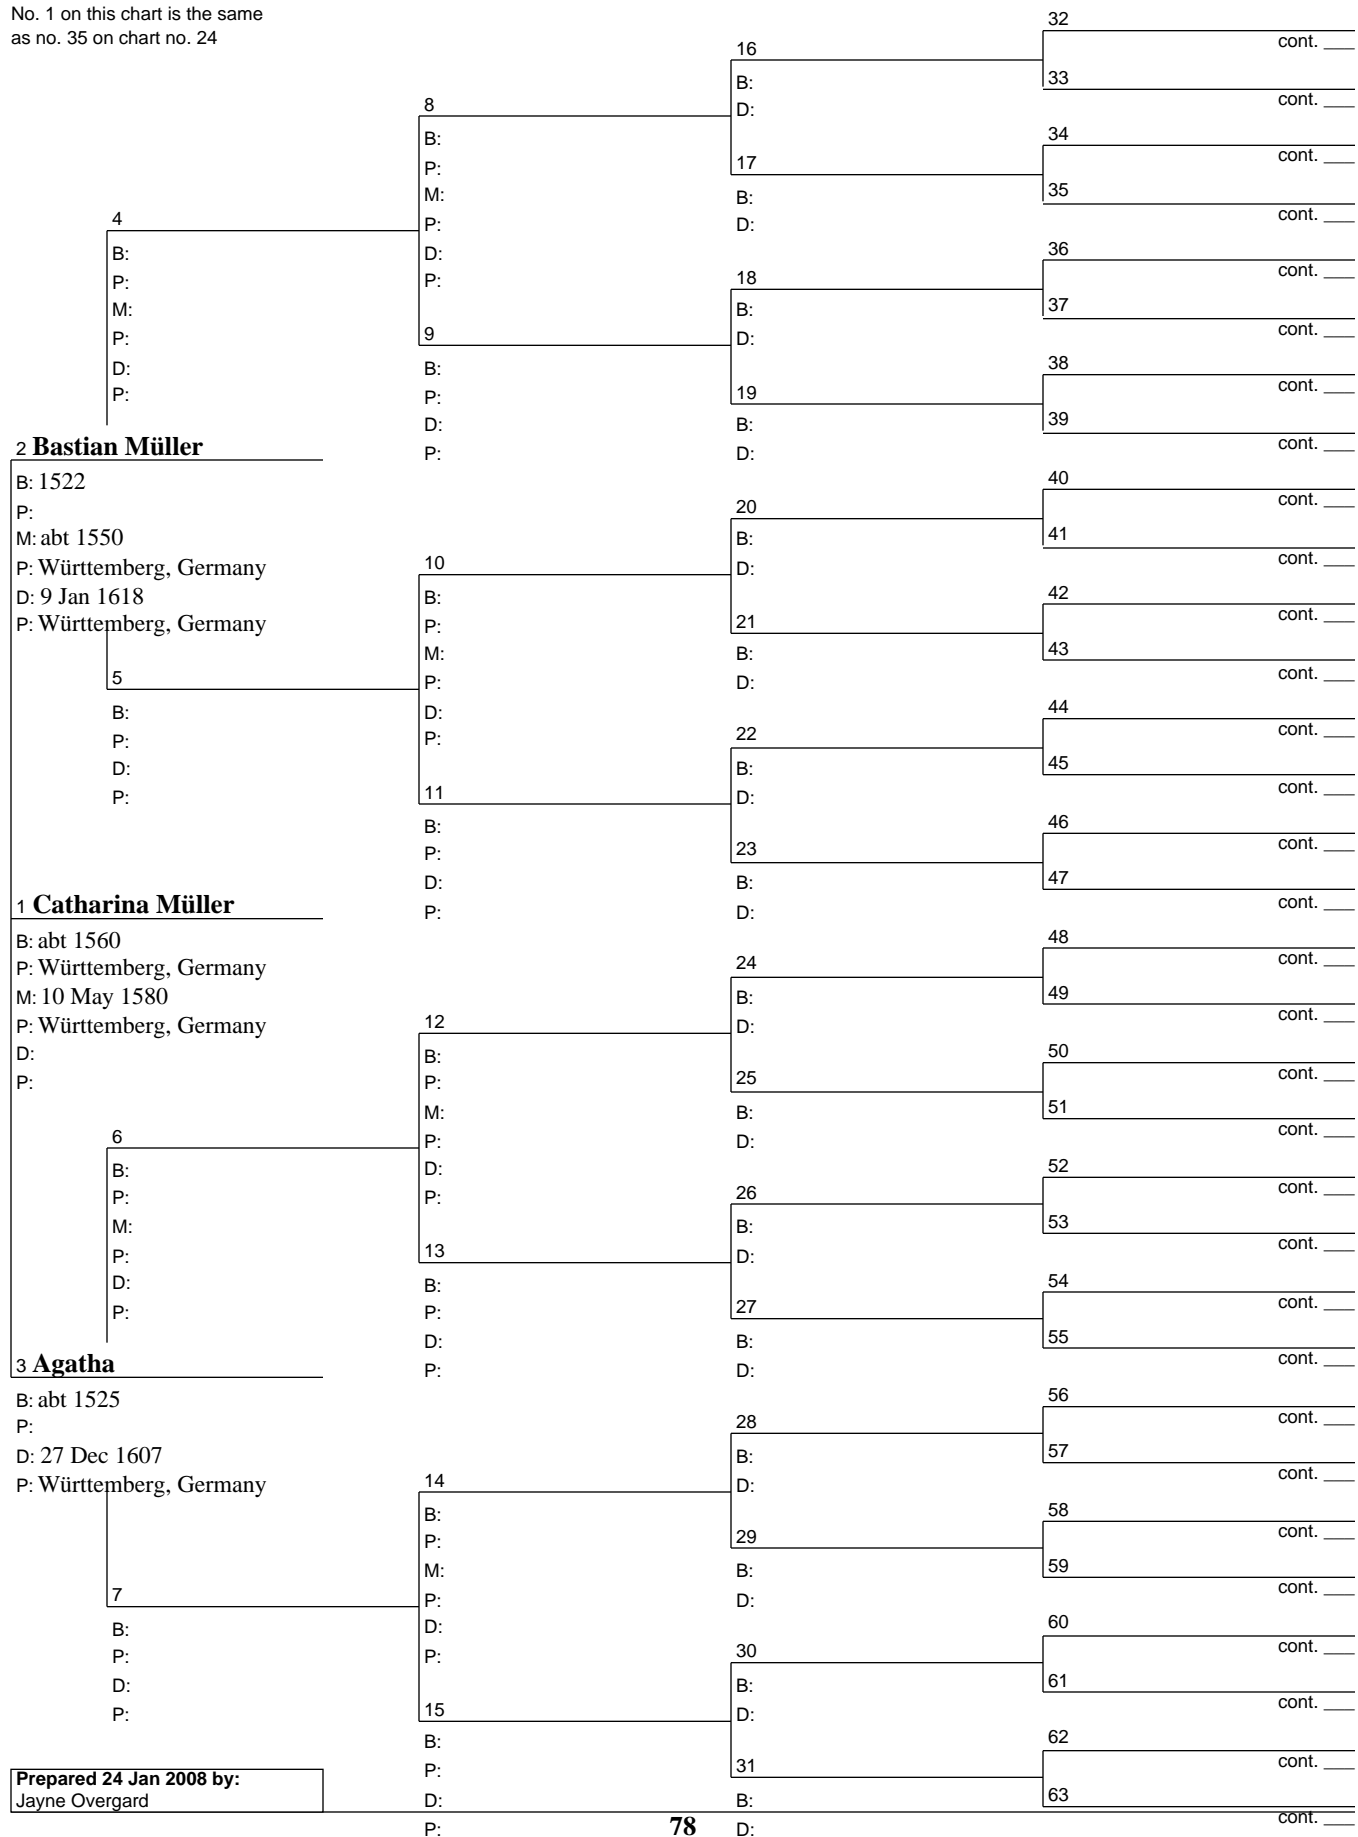 No. 1 on this chart is the same
as no. 35 on chart no. 24
2 Bastian Müller
B: 1522
P:
M: abt 1550
P: Württemberg, Germany
D: 9 Jan 1618
P: Württemberg, Germany
1 Catharina Müller
B: abt 1560
P: Württemberg, Germany
M: 10 May 1580
P: Württemberg, Germany
D:
P:
3 Agatha
B: abt 1525
P:
D: 27 Dec 1607
P: Württemberg, Germany
4
B:
P:
M:
P:
D:
P:
5
B:
P:
D:
P:
6
B:
P:
M:
P:
D:
P:
7
B:
P:
D:
P:
8
B:
P:
M:
P:
D:
P:
9
B:
P:
D:
P:
10
B:
P:
M:
P:
D:
P:
11
B:
P:
D:
P:
12
B:
P:
M:
P:
D:
P:
13
B:
P:
D:
P:
14
B:
P:
M:
P:
D:
P:
15
B:
P:
D:
P:
16
B:
D:
17
B:
D:
18
B:
D:
19
B:
D:
20
B:
D:
21
B:
D:
22
B:
D:
23
B:
D:
24
B:
D:
25
B:
D:
26
B:
D:
27
B:
D:
28
B:
D:
29
B:
D:
30
B:
D:
31
B:
D:
32
cont. ___
33
cont. ___
34
cont. ___
35
cont. ___
36
cont. ___
37
cont. ___
38
cont. ___
39
cont. ___
40
cont. ___
41
cont. ___
42
cont. ___
43
cont. ___
44
cont. ___
45
cont. ___
46
cont. ___
47
cont. ___
48
cont. ___
49
cont. ___
50
cont. ___
51
cont. ___
52
cont. ___
53
cont. ___
54
cont. ___
55
cont. ___
56
cont. ___
57
cont. ___
58
cont. ___
59
cont. ___
60
cont. ___
61
cont. ___
62
cont. ___
63
cont. ___
Prepared 24 Jan 2008 by:
Jayne Overgard
78